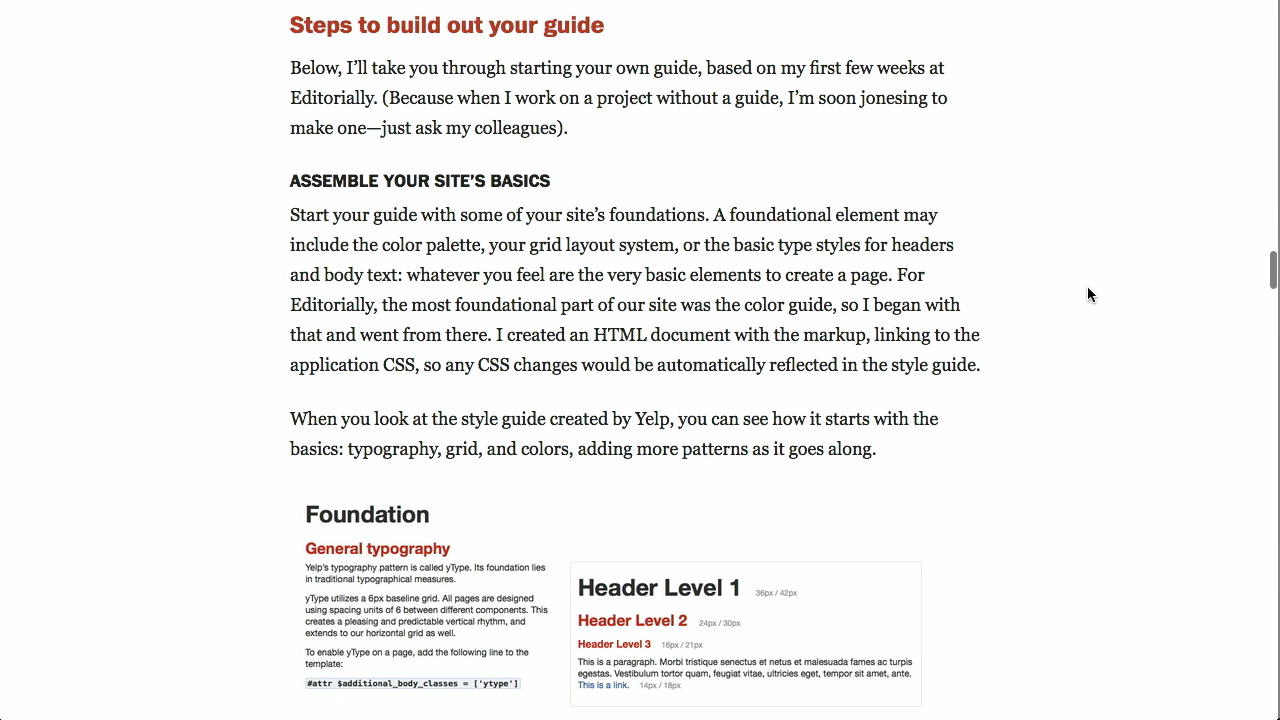 Steps to build out your guide
Below, I’ll take you through starting your own guide, based on my first few weeks at
Editorially. (Because when I work on a project without a guide, I’m soon jonesing to
make one—just ask my colleagues).
ASSEMBLE YOUR SITE’S BASICS
Start your guide with some of your site’s foundations. A foundational element may
include the color palette, your grid layout system, or the basic type styles for headers
and body text: whatever you feel are the very basic elements to create a page. For
Editorially, the most foundational part of our site was the color guide, so I began with
that and went from there. I created an HTML document with the markup, linking to the
application CSS, so any CSS changes would be automatically reflected in the style guide.
When you look at the style guide created by Yelp, you can see how it starts with the
basics: typography, grid, and colors, adding more patterns as it goes along.
Foundation
General typography
Yelp’s typography pattern is called yType. Its foundation lies
in traditional typographical measures.
yType utilizes a 6px baseline grid. All pages are designed
using spacing units of 6 between different components. This
creates a pleasing and predictable vertical rhythm, and
extends to our horizontal grid as well.
To enable yType on a page, add the following line to the
template:
#attr $additional_body_classes = ['ytype']
Header Level 1 36px / 42px
Header Level 2 24px / 30px
Header Level 3 16px / 21px
This is a paragraph. Morbi tristique senectus et netus et malesuada fames ac turpis
egestas. Vestibulum tortor quam, feugiat vitae, ultricies eget, tempor sit amet, ante.
This is a link. 14px / 18px